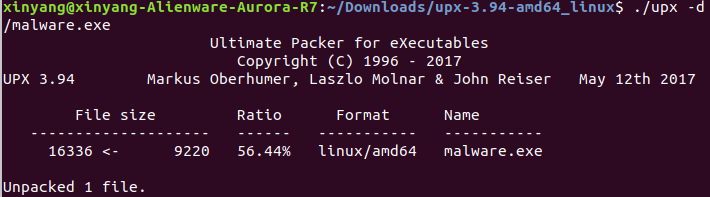 xinyang@xinyang-Alienware-Aurora-R7:~/Downloads/upx-3.94-amd64_linux$ ./upx -d
/malware.exe
Ultimate Packer for eXecutables
Copyright (C) 1996 - 2017
UPX 3.94 Markus Oberhumer, Laszlo Molnar & John Reiser May 12th 2017
File size Ratio Format Name
-------------------- ------ ----------- -----------
16336 <- 9220 56.44% linux/amd64 malware.exe
Unpacked 1 file.